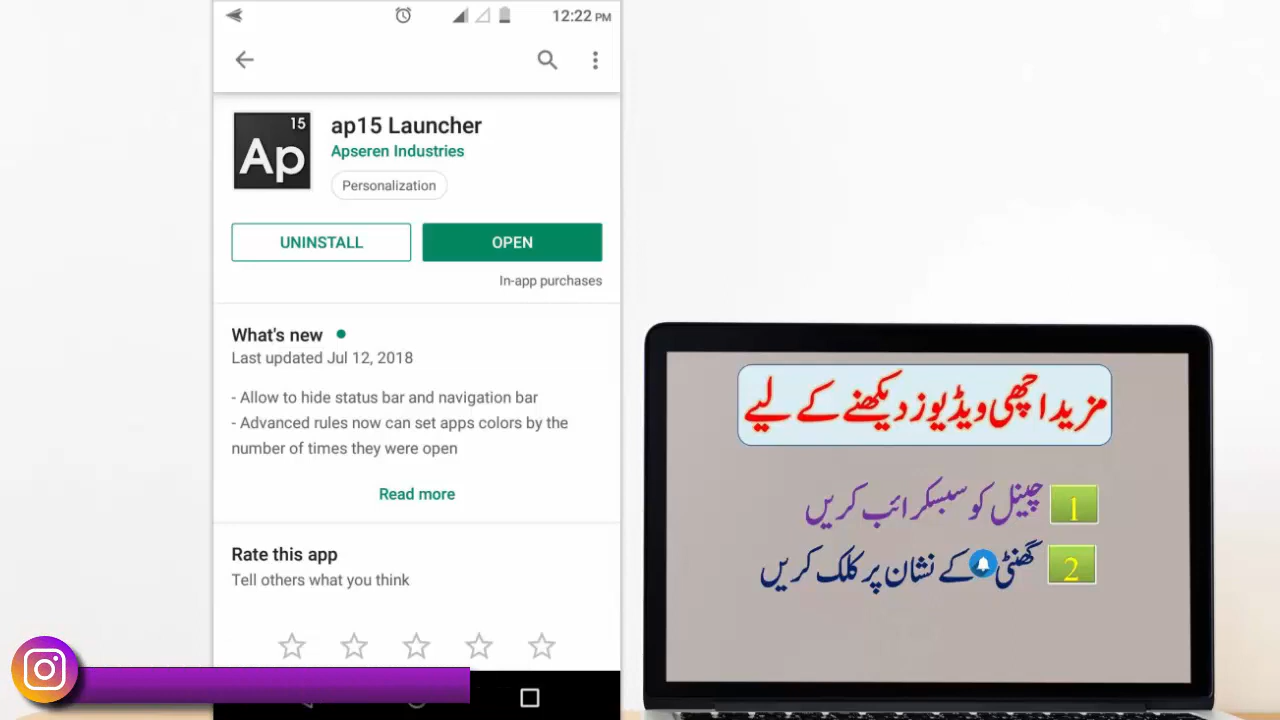 12:22 PM
15
Ap
ap15 Launcher
Apseren Industries
Personalization
UNINSTALL
OPEN
In-app purchases
What's new
Last updated Jul 12, 2018
- Allow to hide status bar and navigation bar
- Advanced rules now can set apps colors by the
number of times they were open
Read more
Rate this app
Tell others what you think
مزید اچھی ویڈیوز دیکھنے کے لیے
1 چینل کو سبسکرائب کریں
2 گھنٹی کے نشان پر کلک کریں